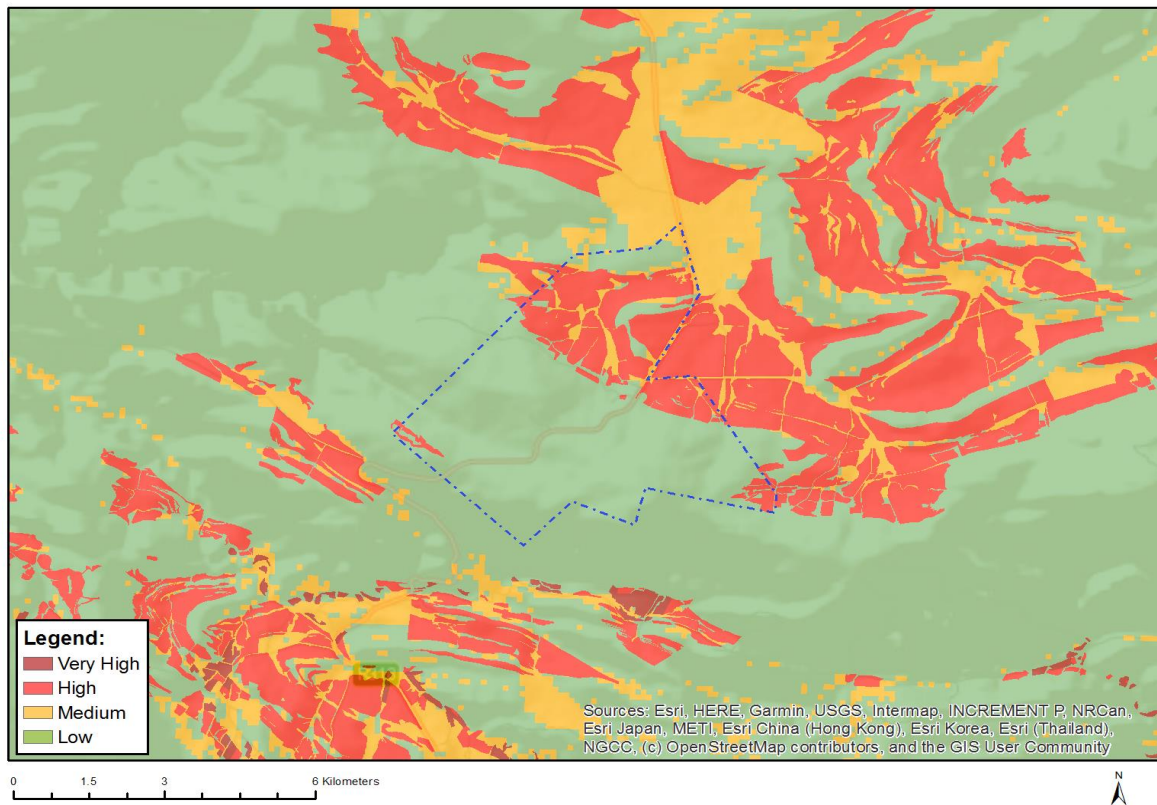 Legend:
Very High
High
Medium
Low
Sources: Esri, HERE, Garmin, USGS, Intermap, INCREMENT P, NRCan,
Esri Japan, METI, Esri China (Hong Kong), Esri Korea, Esri (Thailand),
NGCC, (c) OpenStreetMap contributors, and the GIS User Community
0 1.5 3 6 Kilometers
N